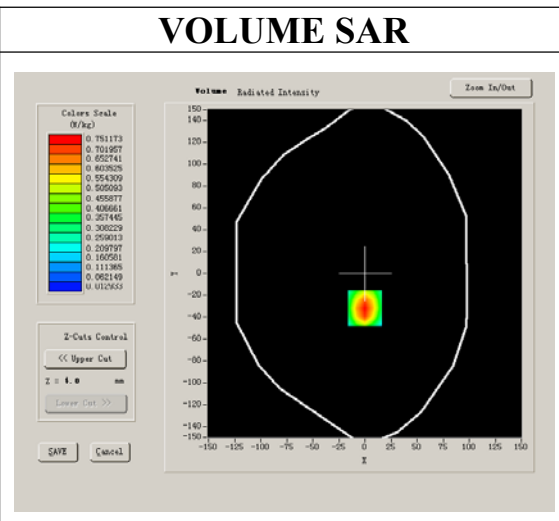 VOLUME SAR
Volume Radiated Intensity
Zoom In/Out
Colors Scale
(W/kg)
0.751173
0.701957
0.652741
0.603525
0.554309
0.505093
0.455877
0.406661
0.357445
0.308229
0.259013
0.209797
0.160581
0.111365
0.062149
0.012933
Z-Cuts Control
<< Upper Cut
Z = 4.0 mm
Lower Cut >>
SAVE
Cancel
150
140
120
100
80
60
40
20
0
-20
-40
-60
-80
-100
-120
-140
-150
Y
-150 -125 -100 -75 -50 -25 0 25 50 75 100 125 150
X